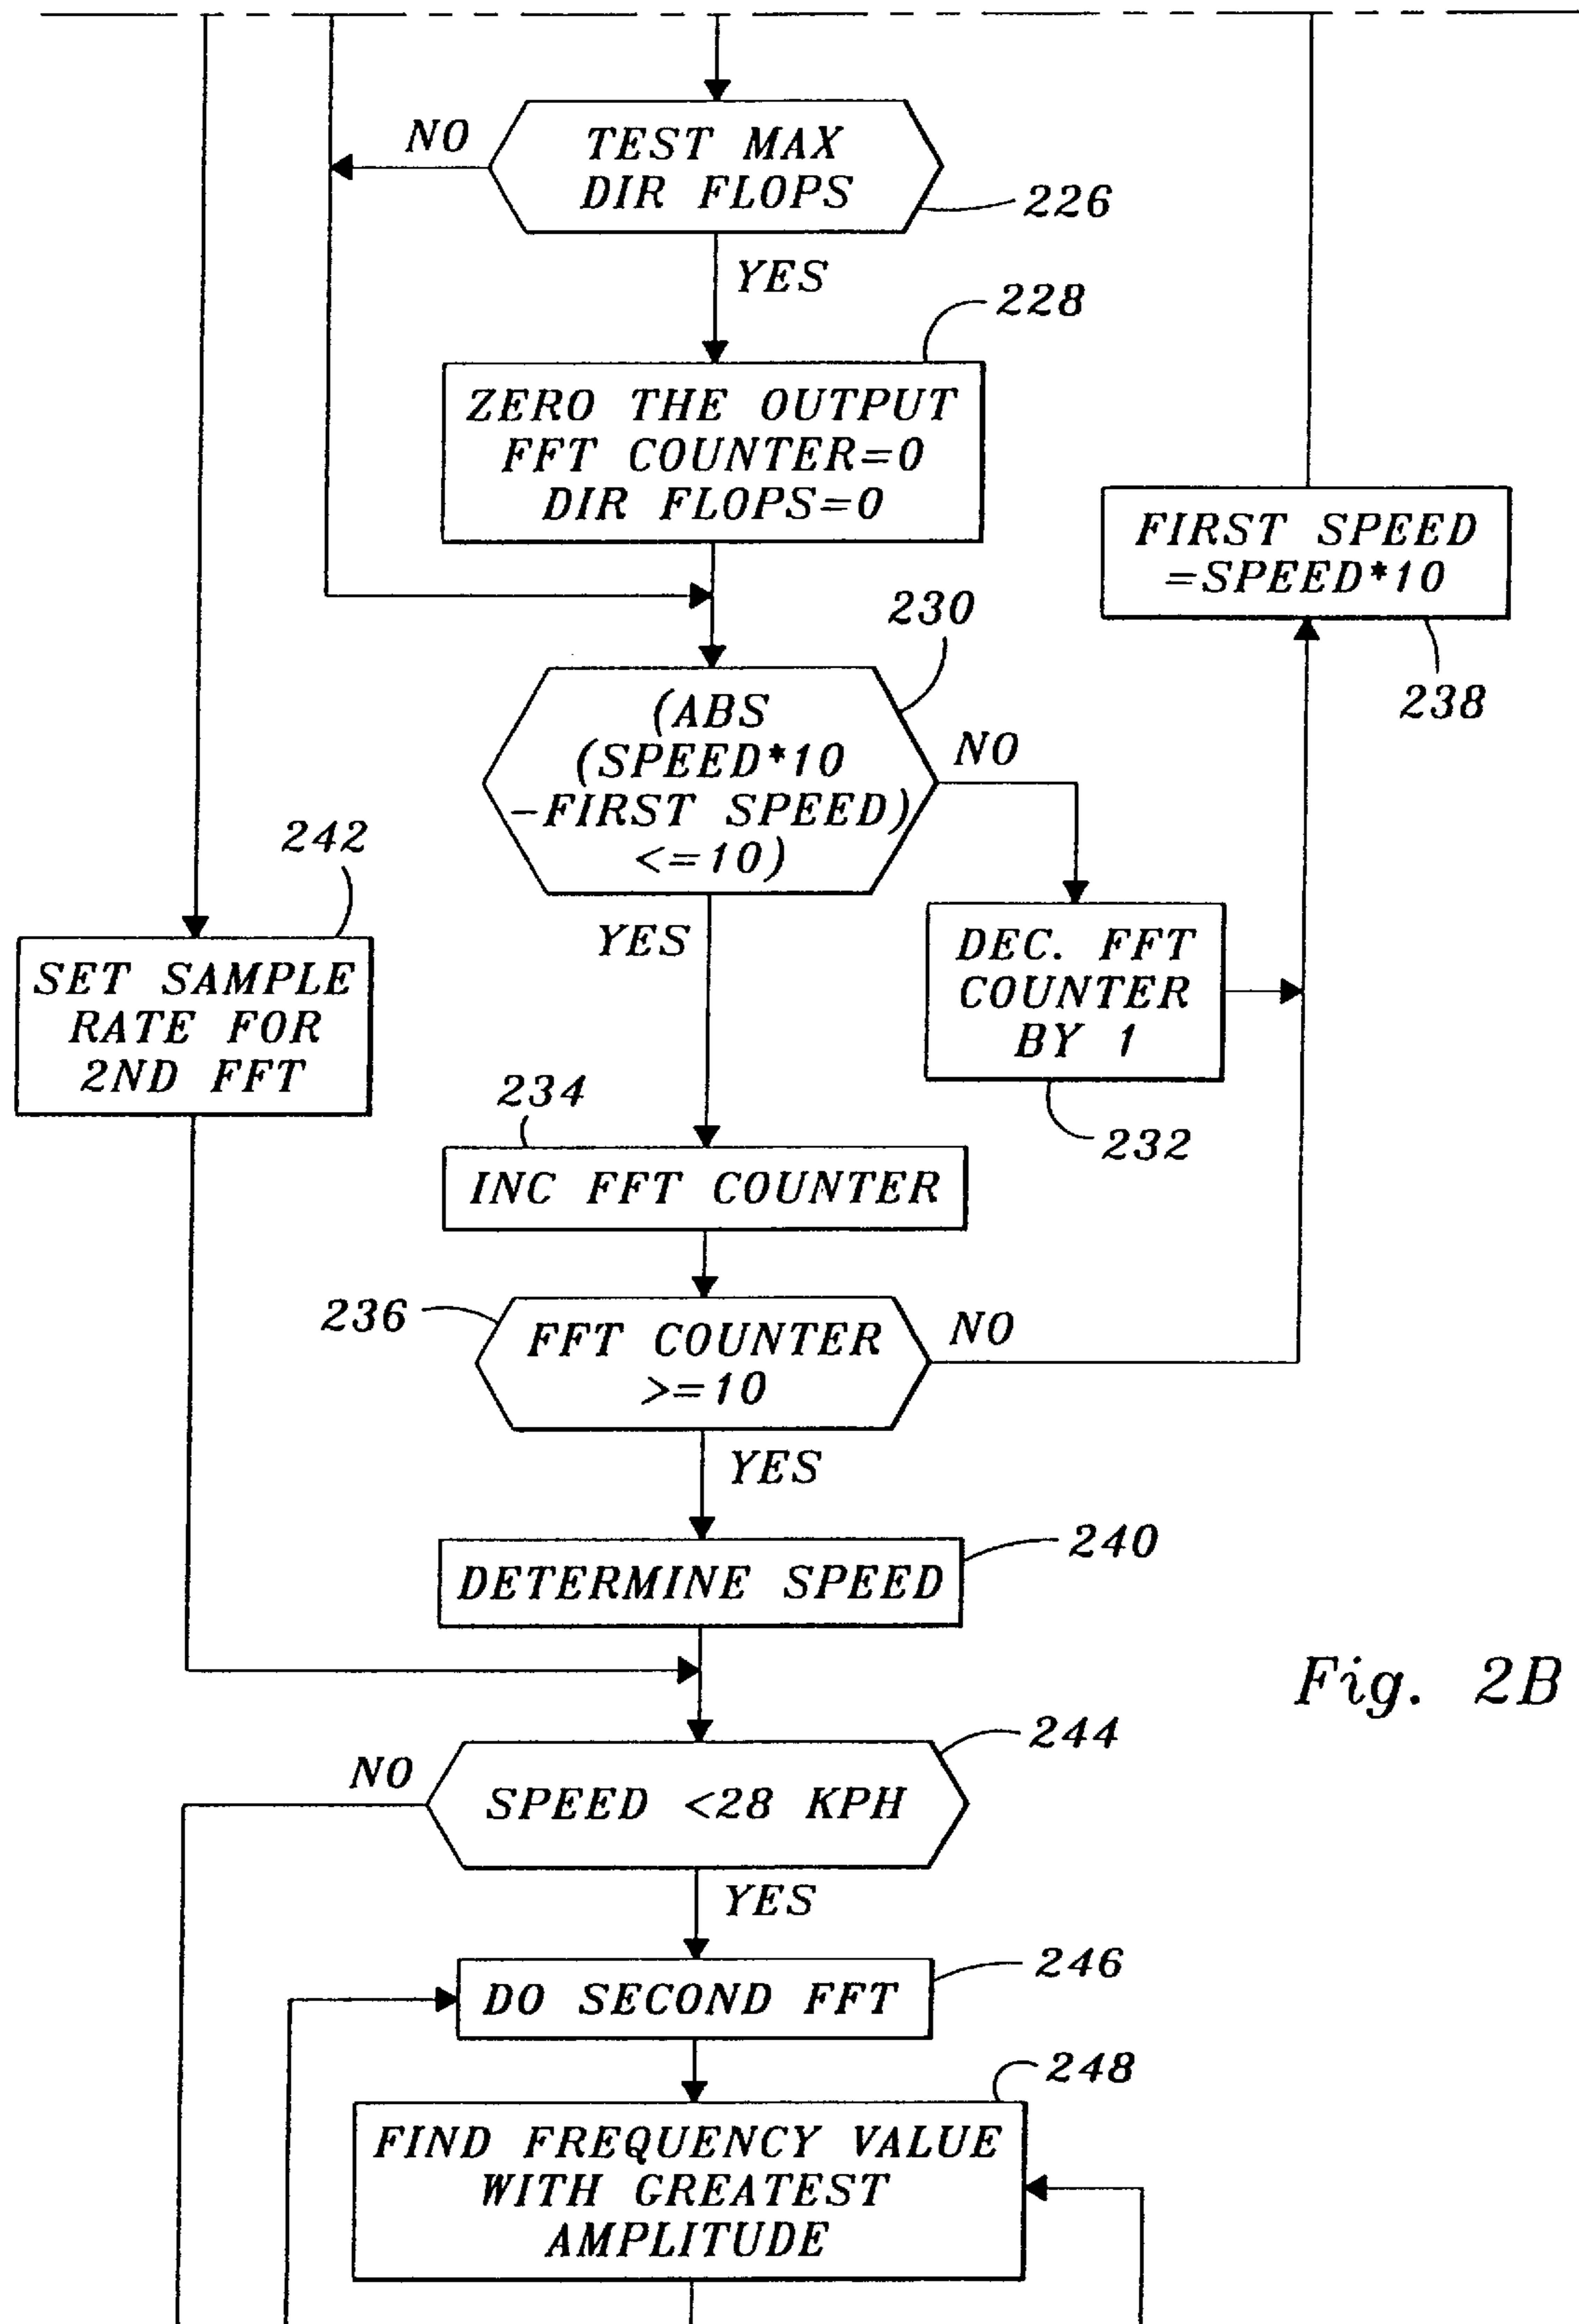 NO
TEST MAX
DIR FLOPS
226
YES
228
ZERO THE OUTPUT
FFT COUNTER=0
DIR FLOPS=0
FIRST SPEED
=SPEED*10
238
230
(ABS
(SPEED*10
-FIRST SPEED)
<=10)
NO
YES
242
SET SAMPLE
RATE FOR
2ND FFT
DEC. FFT
COUNTER
BY 1
232
234
INC FFT COUNTER
236
FFT COUNTER
>=10
NO
YES
240
DETERMINE SPEED
Fig. 2B
244
NO
SPEED <28 KPH
YES
246
DO SECOND FFT
248
FIND FREQUENCY VALUE
WITH GREATEST
AMPLITUDE